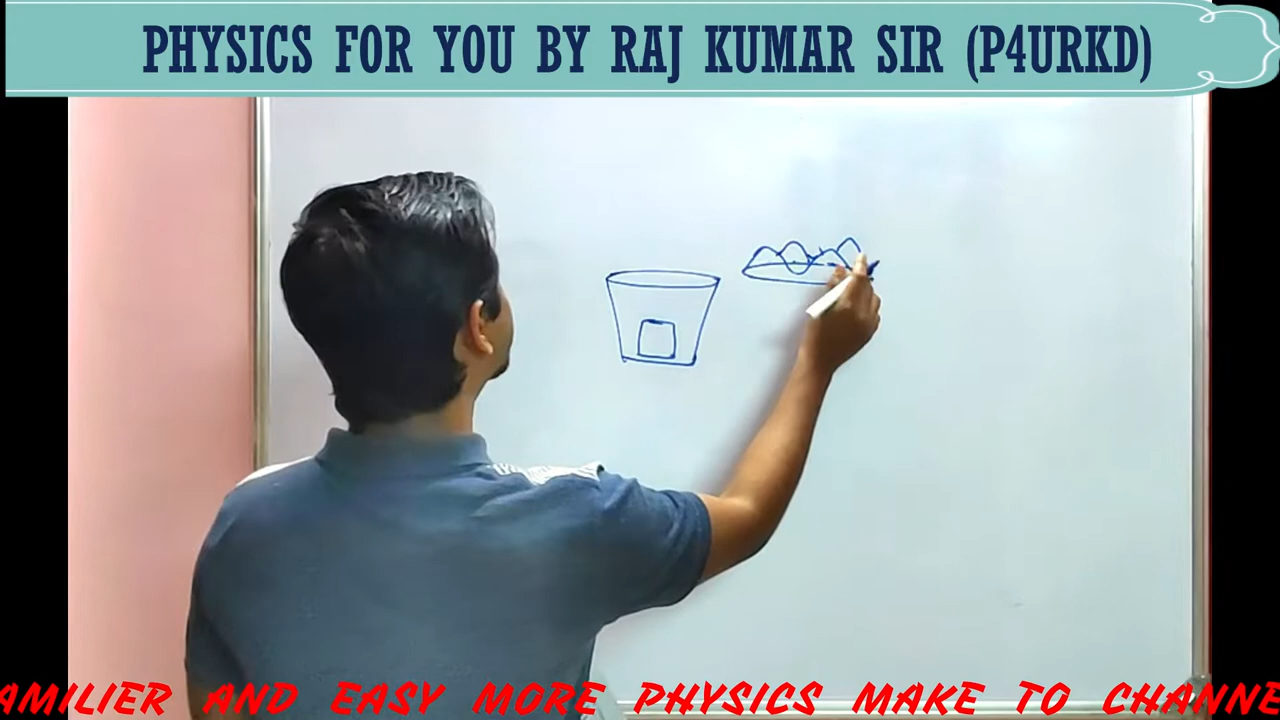 PHYSICS FOR YOU BY RAJ KUMAR SIR (P4URKD)
AMILIER AND EASY MORE PHYSICS MAKE TO CHANNE